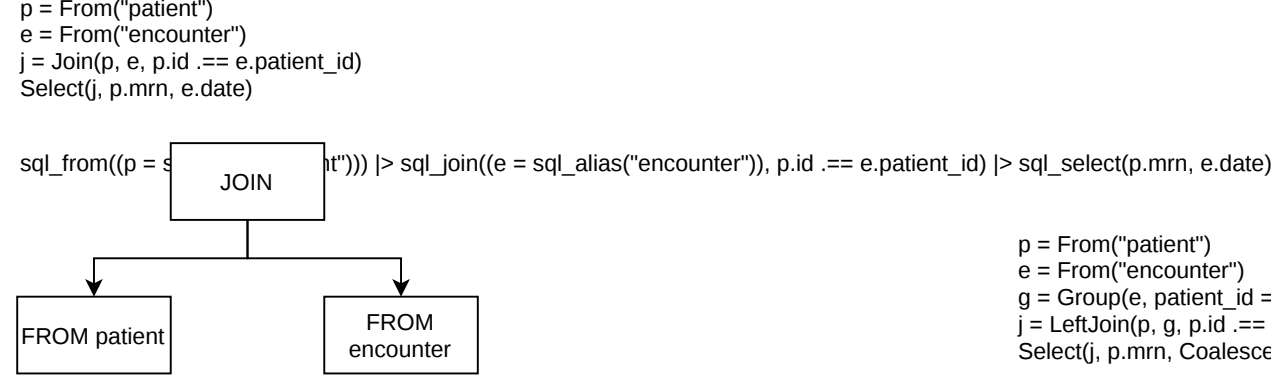 p = From("patient")
e = From("encounter")
j = Join(p, e, p.id .== e.patient_id)
Select(j, p.mrn, e.date)
sql_from((p = s nt"))) |> sql_join((e = sql_alias("encounter")), p.id .== e.patient_id) |> sql_select(p.mrn, e.date)
JOIN
FROM patient
FROM
encounter
p = From("patient")
e = From("encounter")
g = Group(e, patient_id =
j = LeftJoin(p, g, p.id .==
Select(j, p.mrn, Coalesce